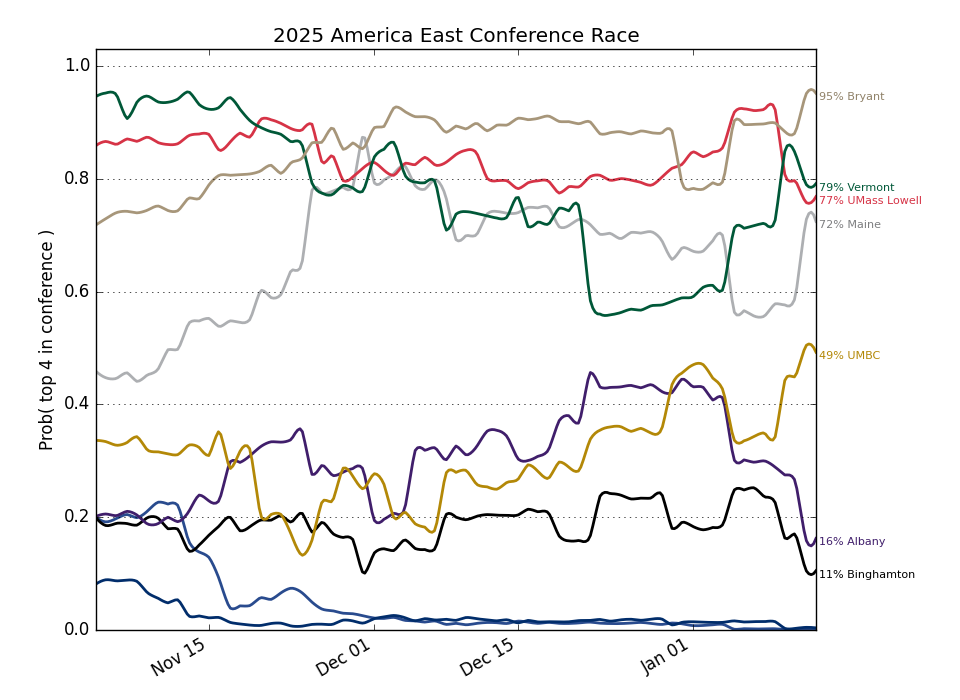 2025 America East Conference Race
Prob( top 4 in conference )
1.0
0.8
0.6
0.4
0.2
0.0
Nov 15
Dec 01
Dec 15
Jan 01
95% Bryant
79% Vermont
77% UMass Lowell
72% Maine
49% UMBC
16% Albany
11% Binghamton